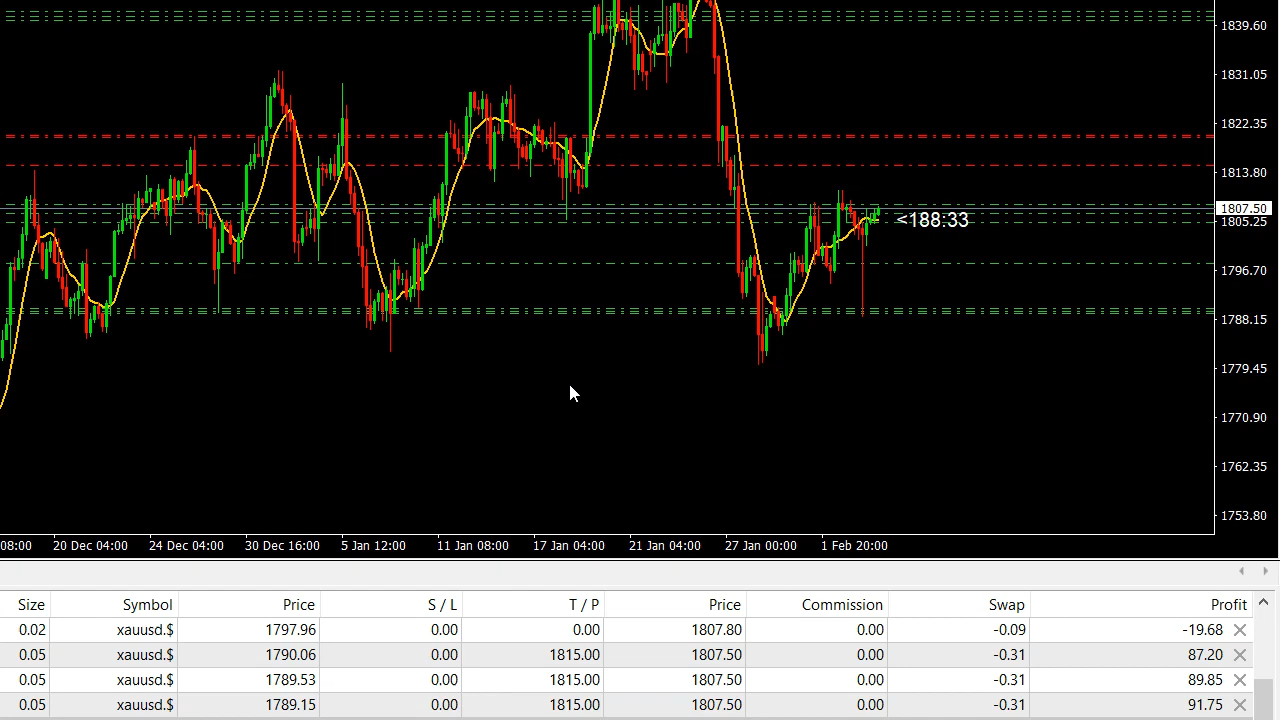 1839.60
1831.05
1822.35
1813.80
1807.50
1805.25
<188:33
1796.70
1788.15
1779.45
1770.90
1762.35
1753.80
08:00 20 Dec 04:00 24 Dec 04:00 30 Dec 16:00 5 Jan 12:00 11 Jan 08:00 17 Jan 04:00 21 Jan 04:00 27 Jan 00:00 1 Feb 20:00
Size Symbol Price S / L T / P Price Commission Swap Profit
0.02 xauusd.$ 1797.96 0.00 0.00 1807.80 0.00 -0.09 -19.68
0.05 xauusd.$ 1790.06 0.00 1815.00 1807.50 0.00 -0.31 87.20
0.05 xauusd.$ 1789.53 0.00 1815.00 1807.50 0.00 -0.31 89.85
0.05 xauusd.$ 1789.15 0.00 1815.00 1807.50 0.00 -0.31 91.75